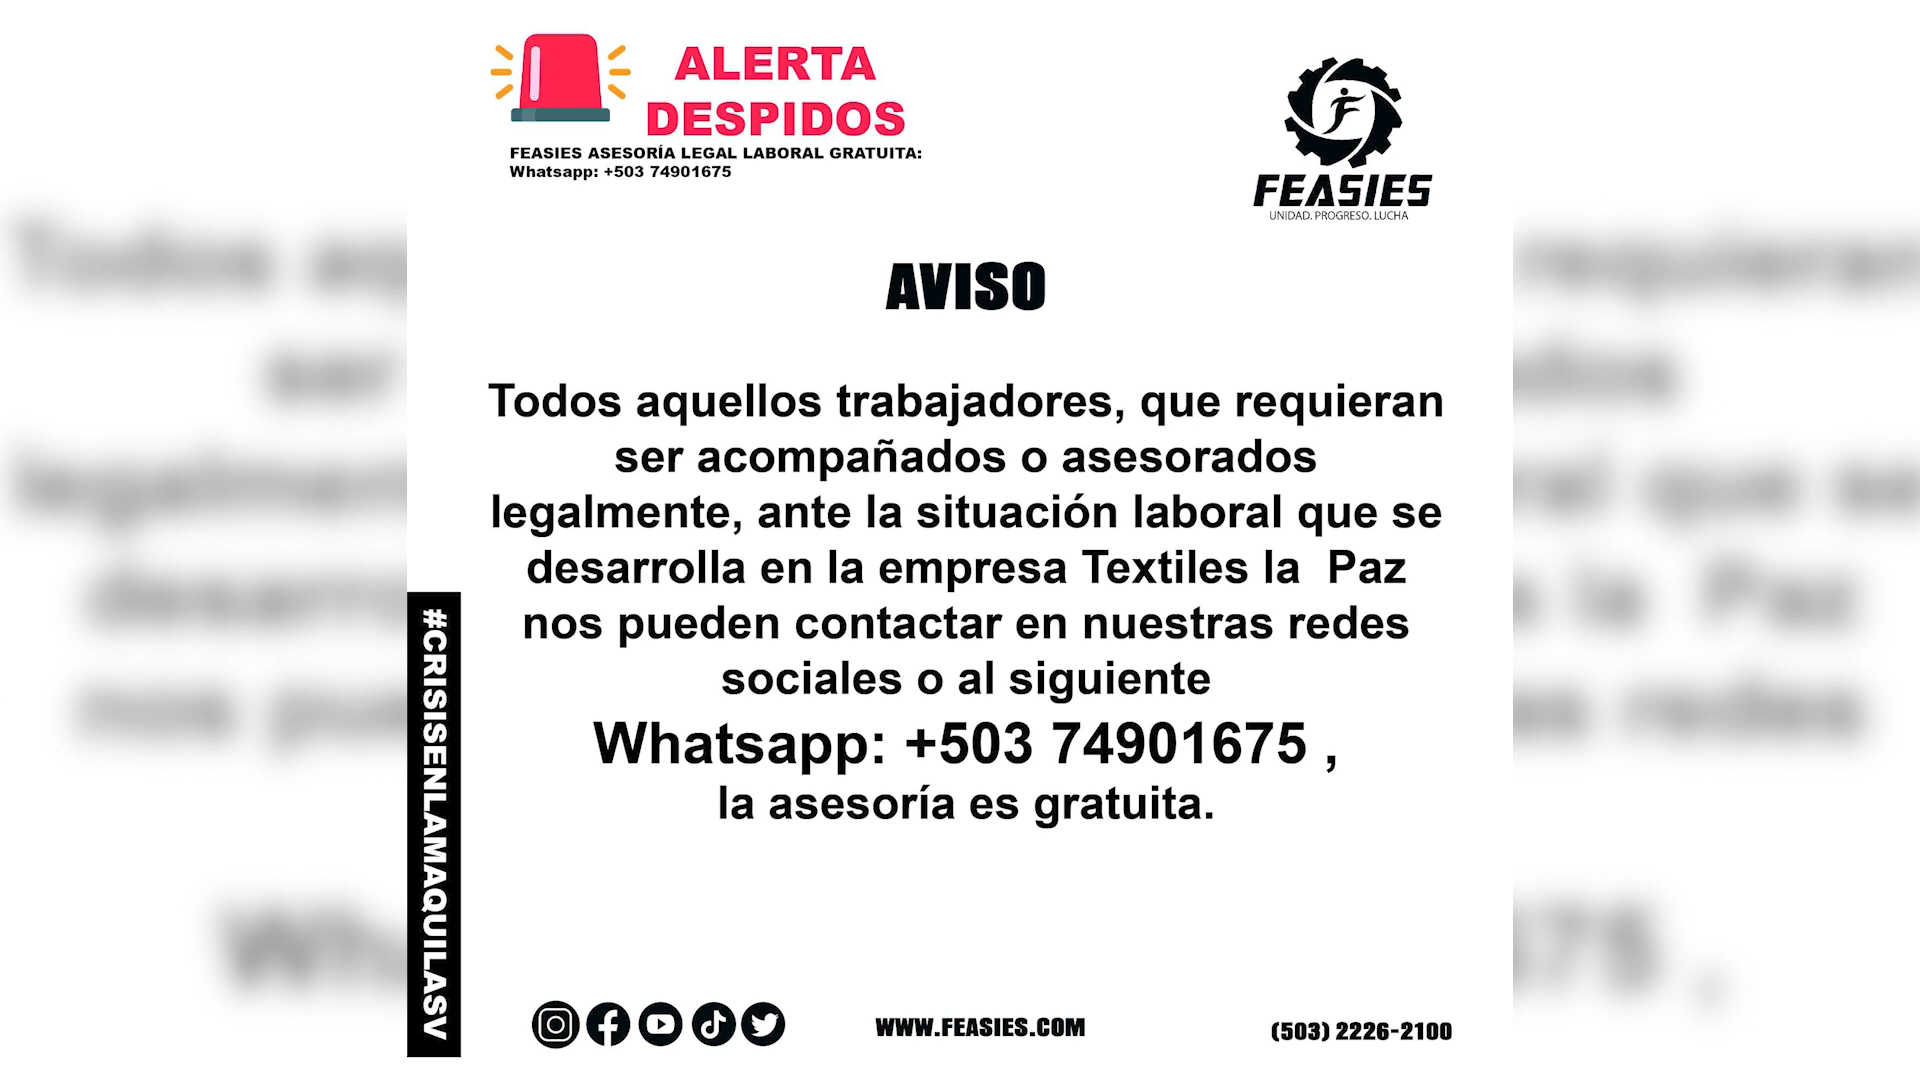 ALERTA
DESPIDOS
FEASIES ASESORÍA LEGAL LABORAL GRATUITA:
Whatsapp: +503 74901675
FEASIES
UNIDAD. PROGRESO. LUCHA
AVISO
Todos aquellos trabajadores, que requieran
ser acompañados o asesorados
legalmente, ante la situación laboral que se
desarrolla en la empresa Textiles la  Paz
nos pueden contactar en nuestras redes
sociales o al siguiente
Whatsapp: +503 74901675 ,
la asesoría es gratuita.
#CRISISENLAMAQUILASV
WWW.FEASIES.COM
(503) 2226-2100